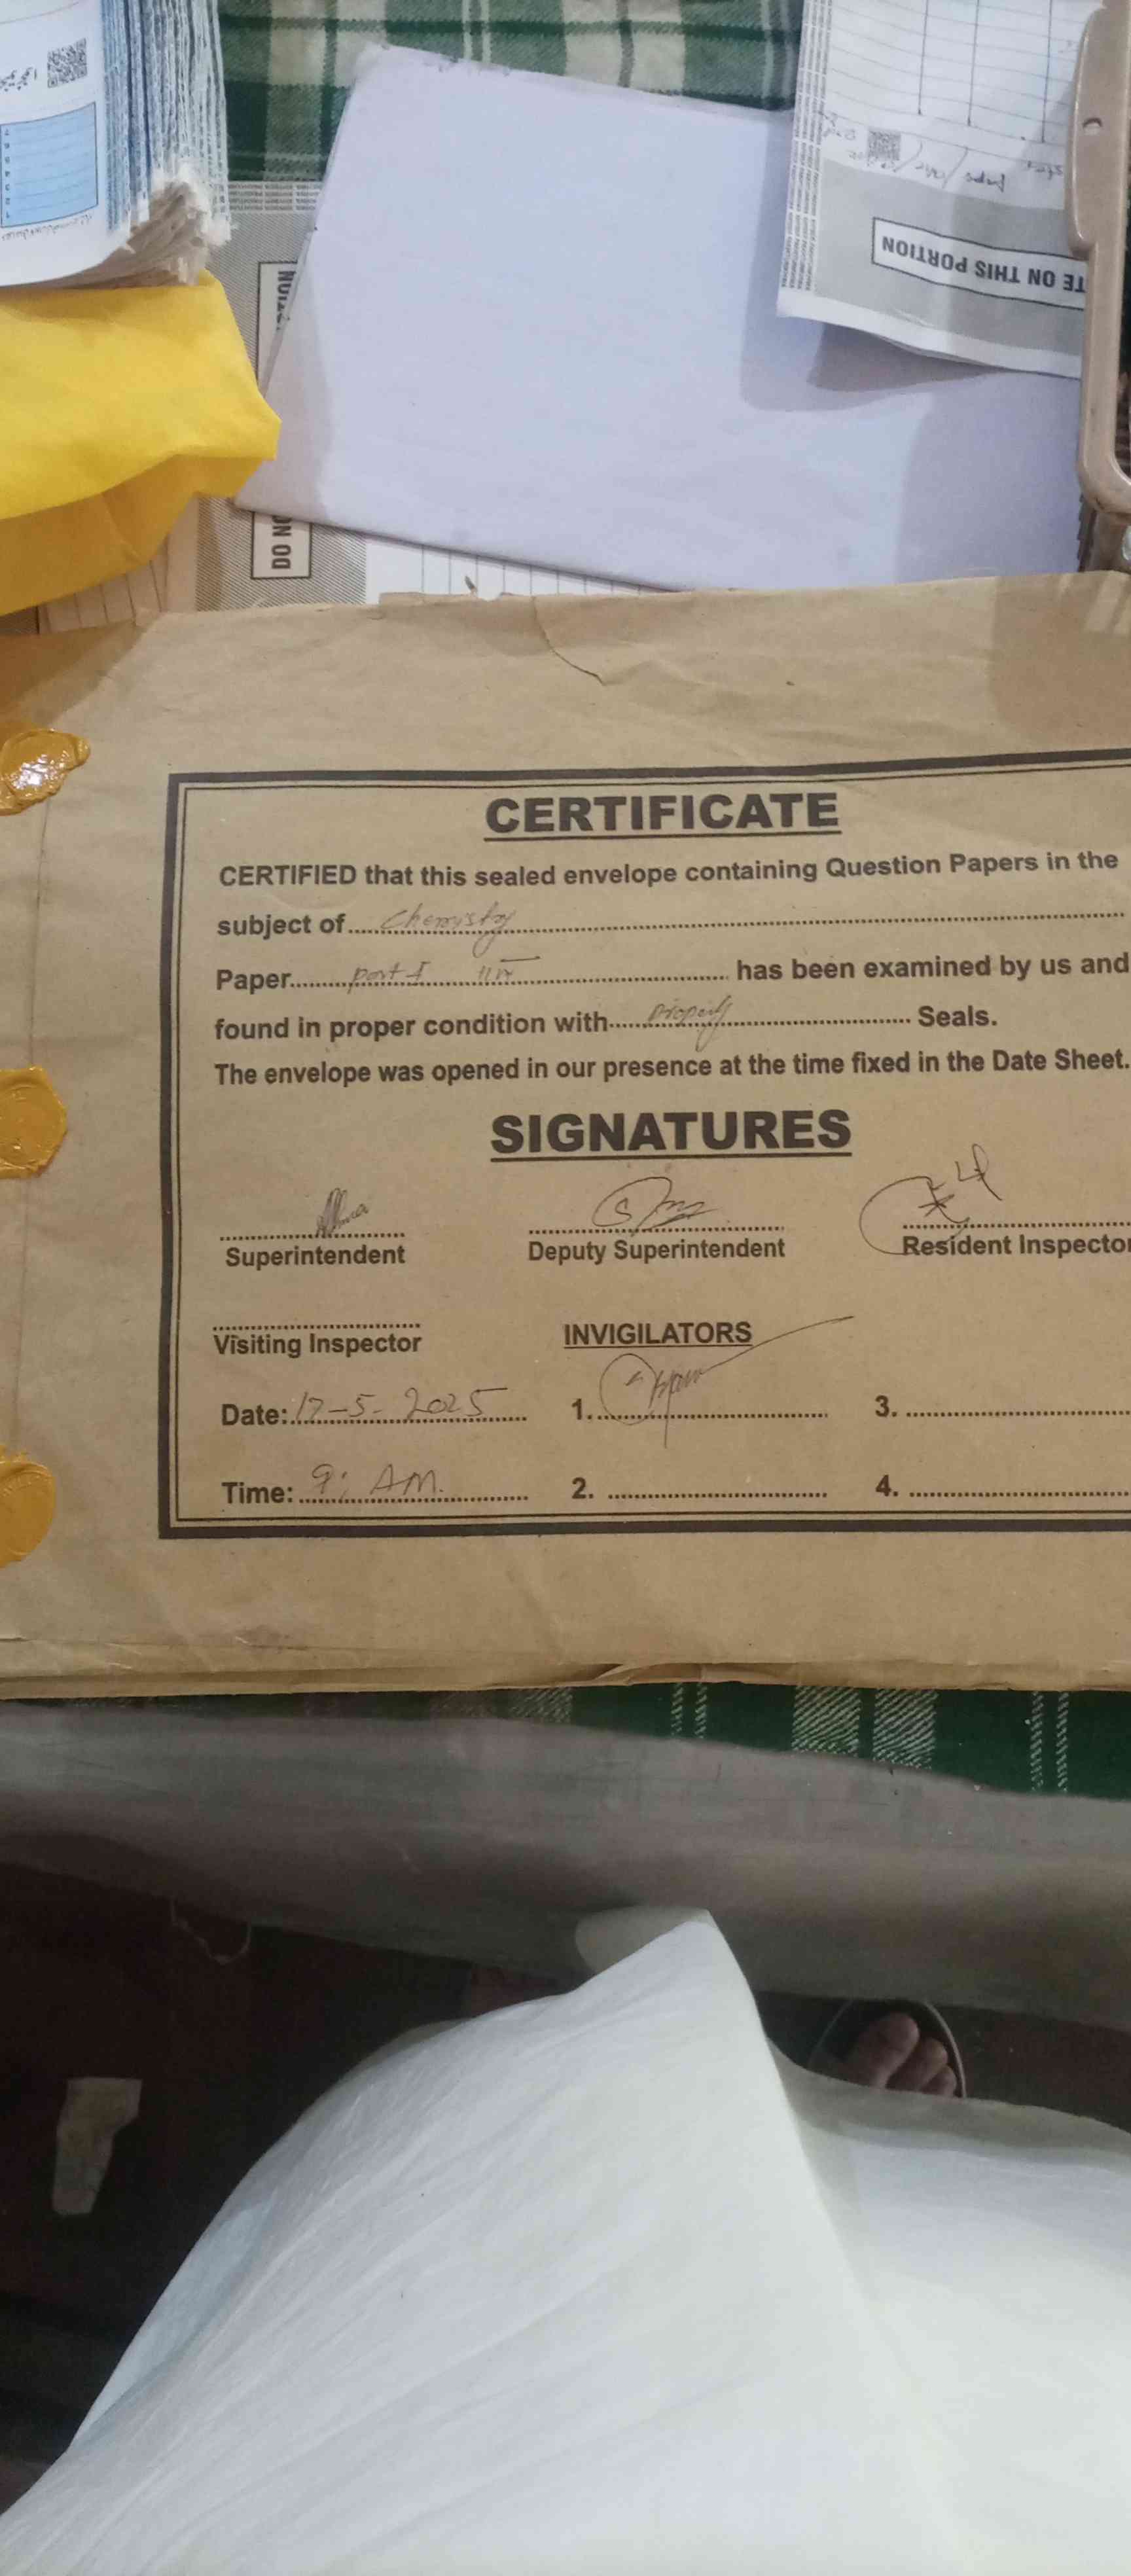 TE ON THIS PORTION
DO NO
CERTIFICATE
CERTIFIED that this sealed envelope containing Question Papers in the
subject of Chemistry
Paper part-I 11th has been examined by us and
found in proper condition with properly Seals.
The envelope was opened in our presence at the time fixed in the Date Sheet.
SIGNATURES
Superintendent Deputy Superintendent Resident Inspector
Visiting Inspector INVIGILATORS
Date: 17-5-2025 1. 3.
Time: 9: AM. 2. 4.